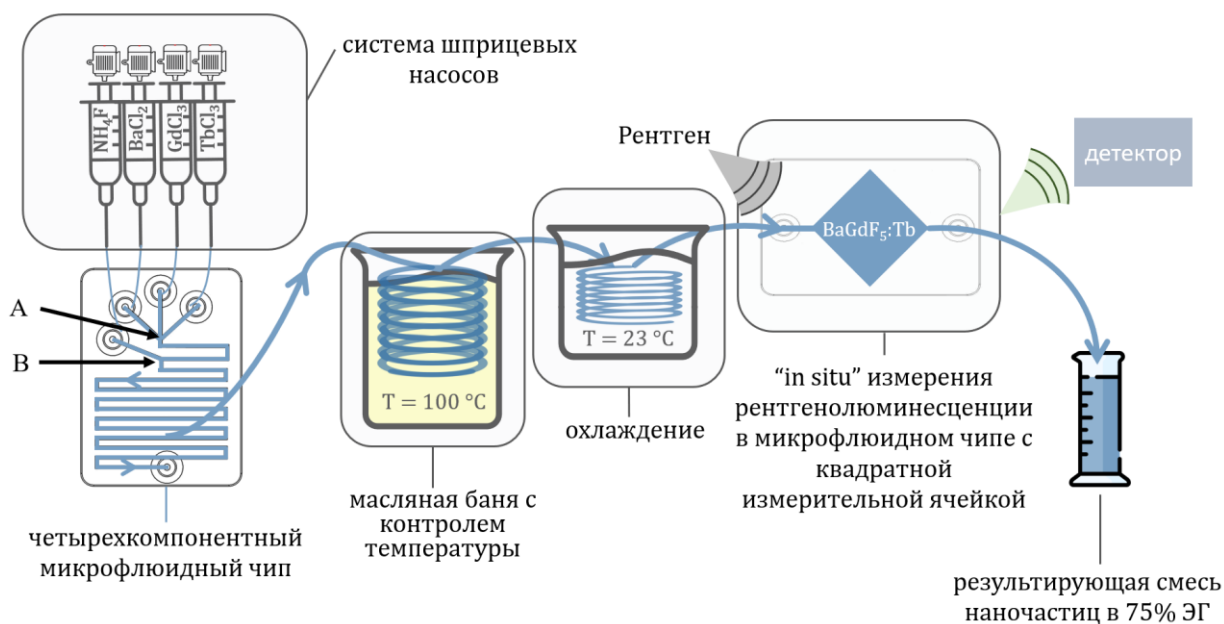 система шприцевых
насосов
NH₄F
BaCl₂
GdCl₃
TbCl₃
A
B
четырехкомпонентный
микрофлюидный чип
T = 100 °C
масляная баня с
контролем
температуры
T = 23 °C
охлаждение
Рентген
BaGdF₅:Tb
детектор
“in situ” измерения
рентгенолюминесценции
в микрофлюидном чипе с
квадратной
измерительной ячейкой
результирующая смесь
наночастиц в 75% ЭГ